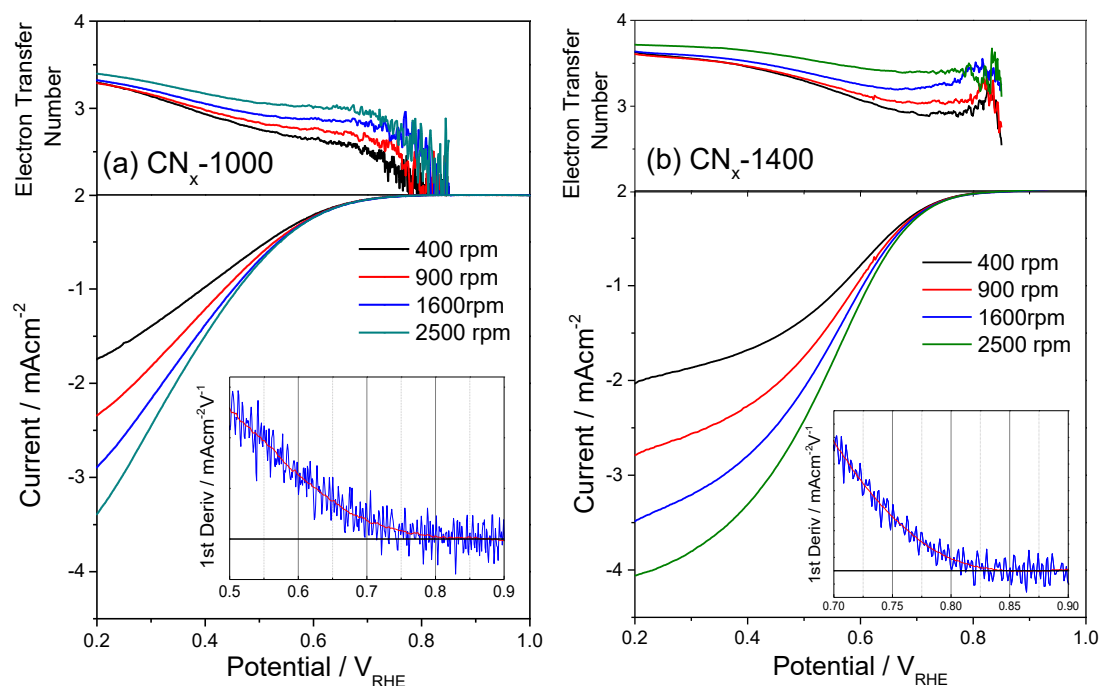 4
3
2
Electron Transfer
Number
(a) CNx-1000
400 rpm
900 rpm
1600rpm
2500 rpm
-1
-2
-3
-4
Current / mAcm-2
1st Deriv / mAcm-2V-1
0.5 0.6 0.7 0.8 0.9
0.2 0.4 0.6 0.8 1.0
Potential / VRHE
4
3
2
Electron Transfer
Number
(b) CNx-1400
400 rpm
900 rpm
1600rpm
2500 rpm
-1
-2
-3
-4
Current / mAcm-2
1st Deriv / mAcm-2V-1
0.70 0.75 0.80 0.85 0.90
0.2 0.4 0.6 0.8 1.0
Potential / VRHE